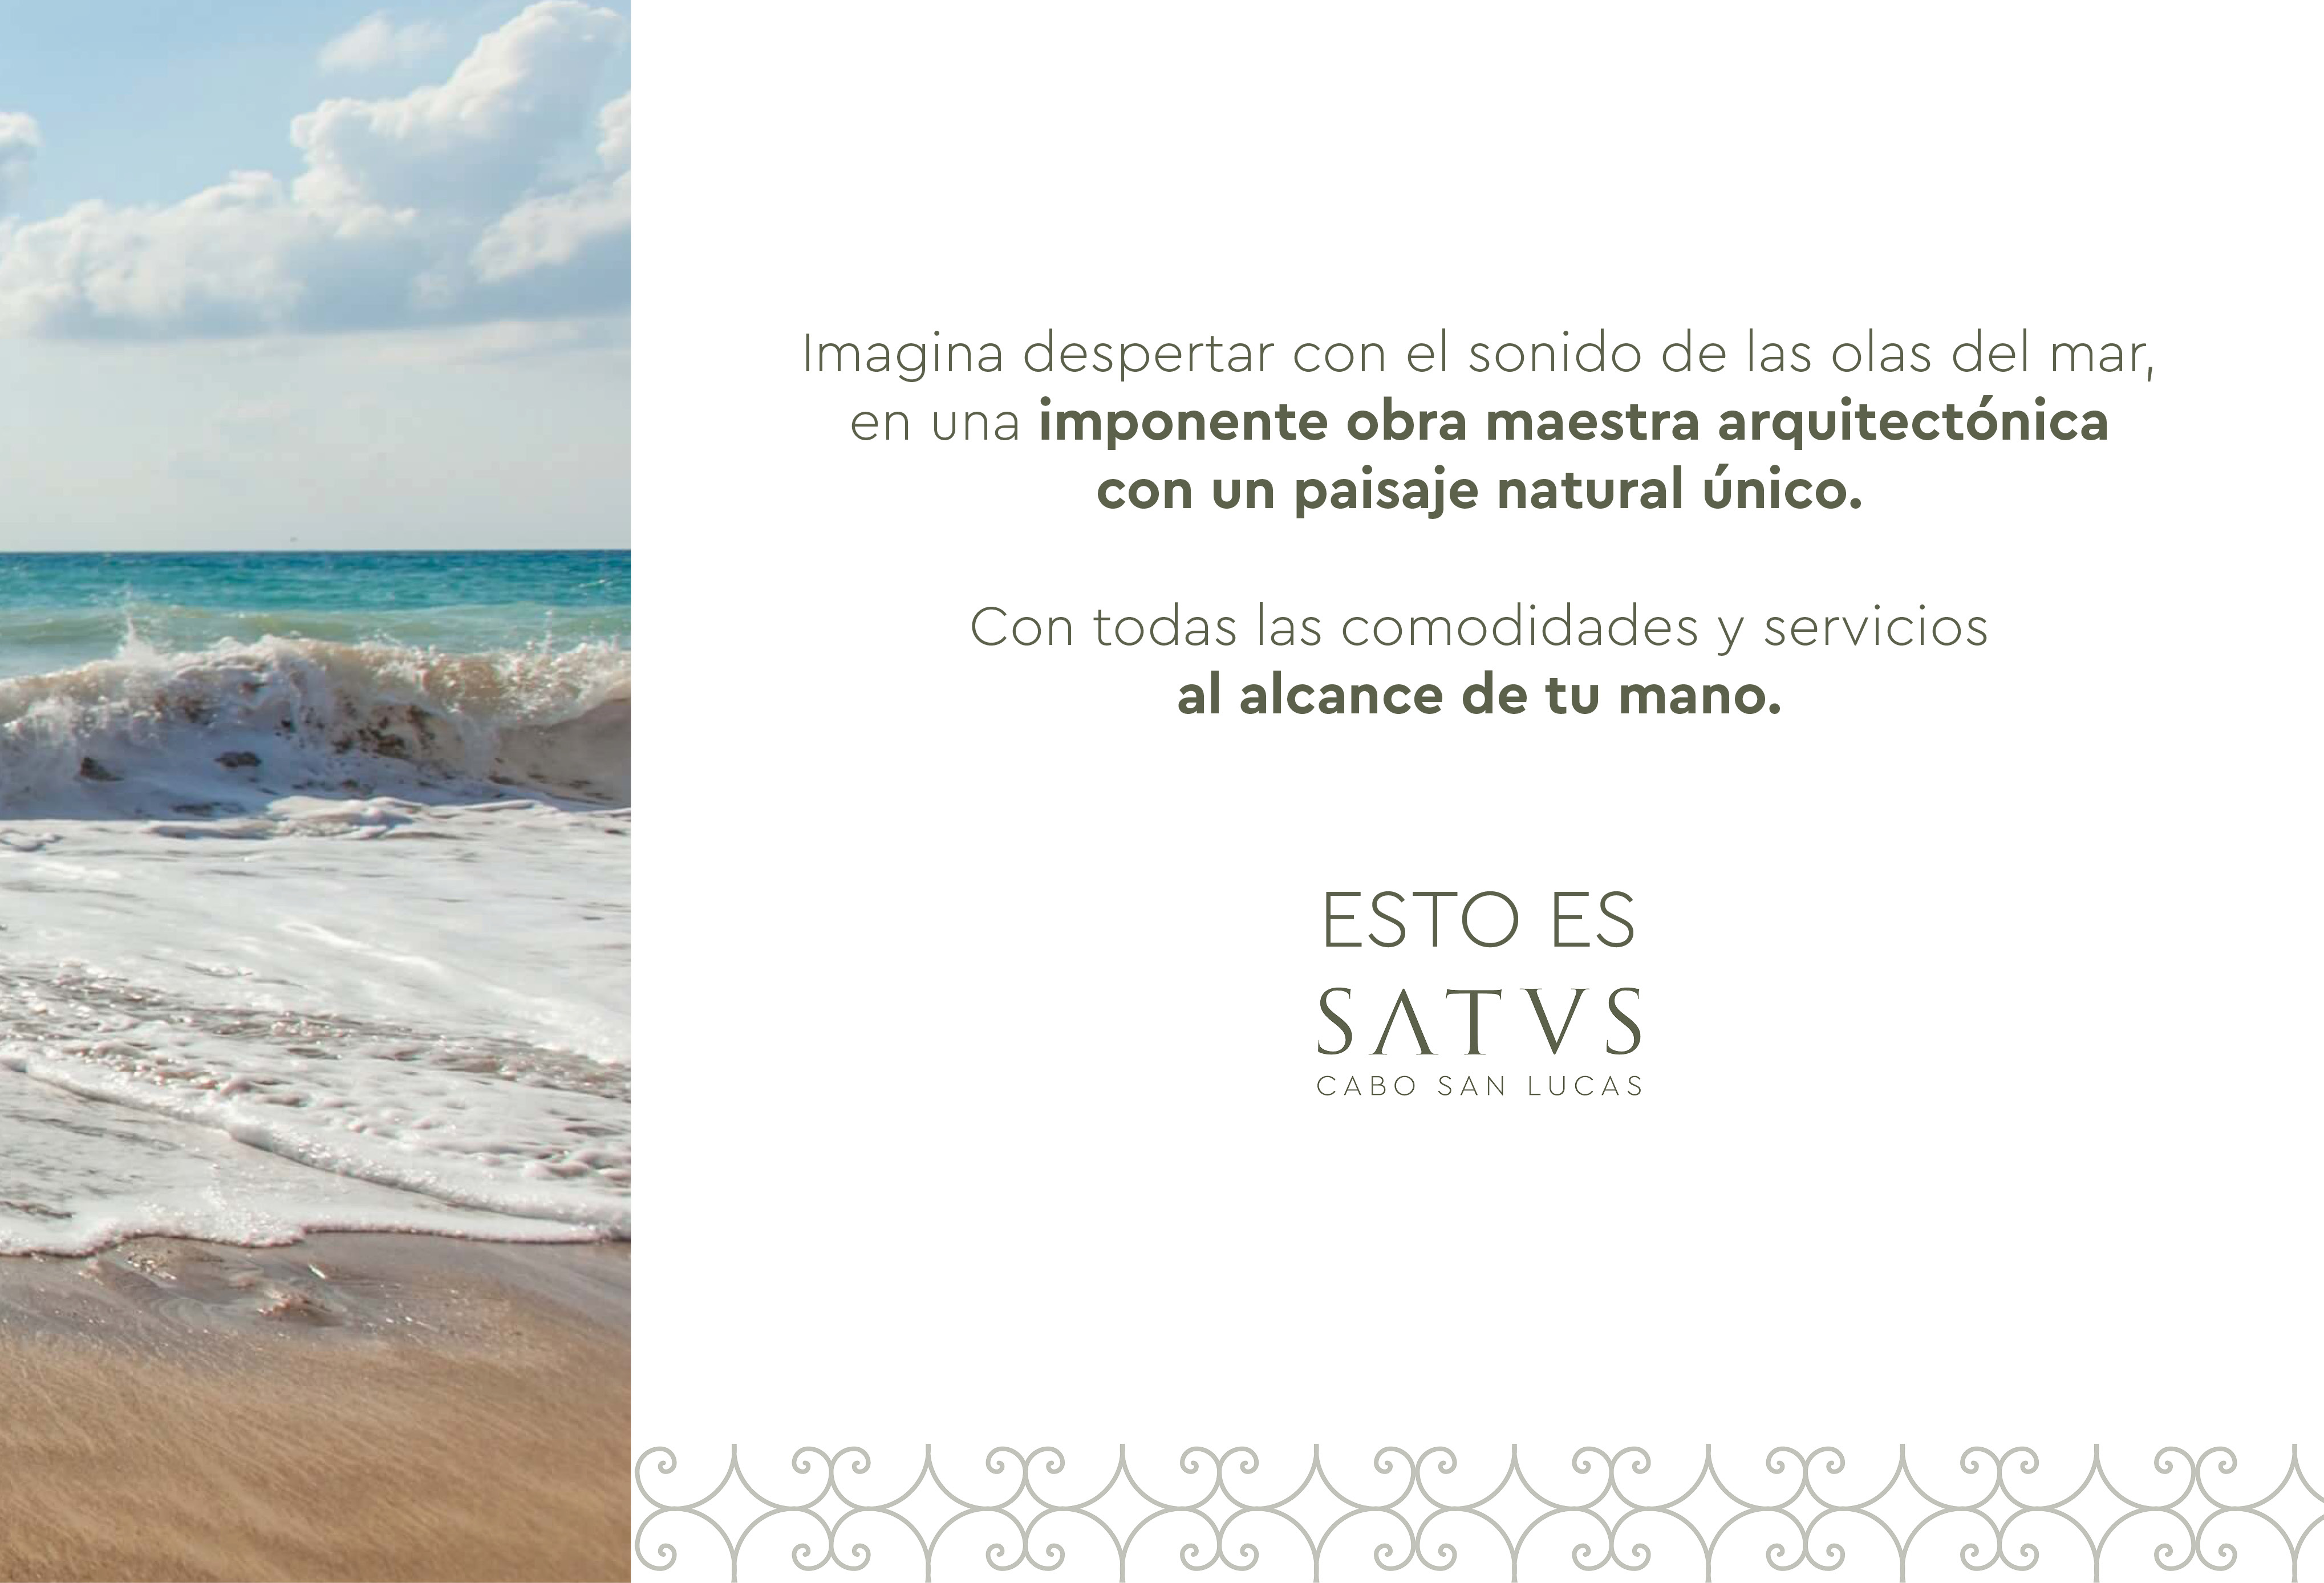 Imagina despertar con el sonido de las olas del mar,
en una imponente obra maestra arquitectónica
con un paisaje natural único.
Con todas las comodidades y servicios
al alcance de tu mano.
ESTO ES
SATVS
CABO SAN LUCAS